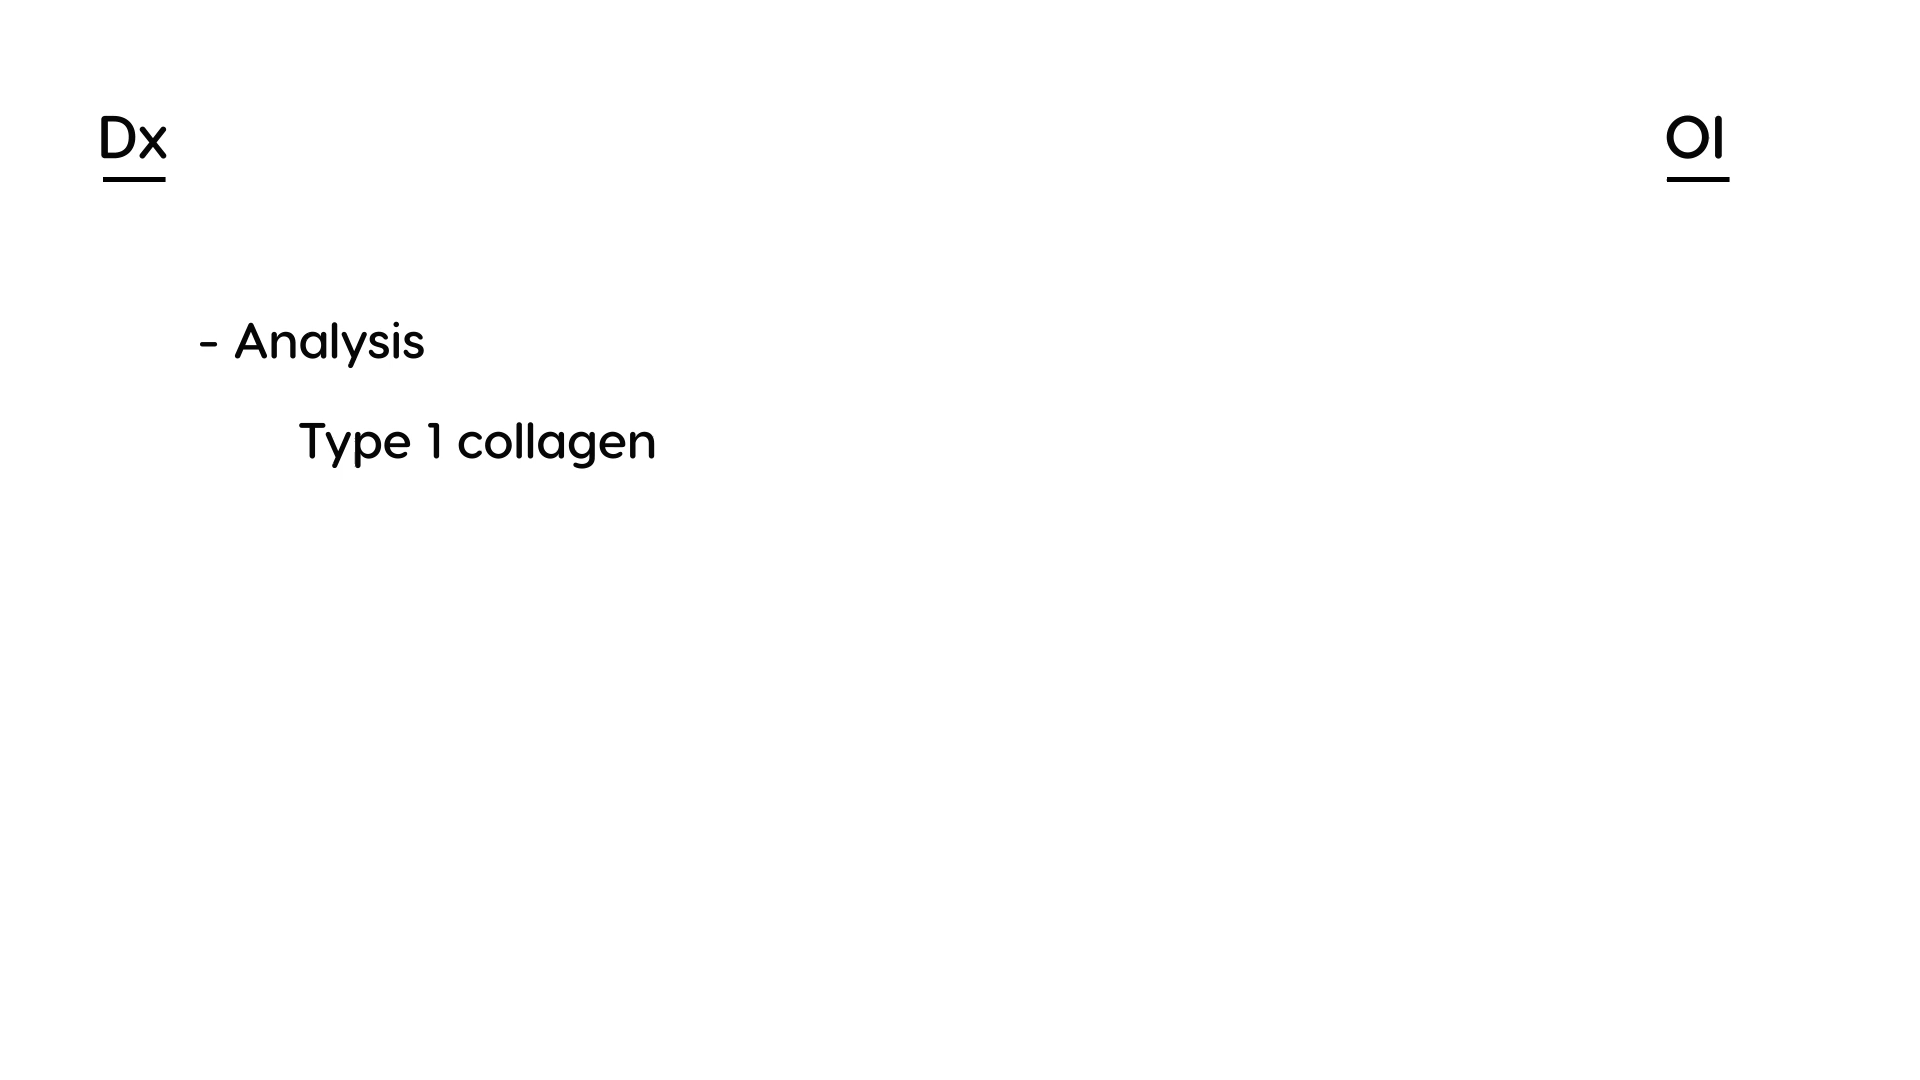 Dx
OI
- Analysis
Type 1 collagen